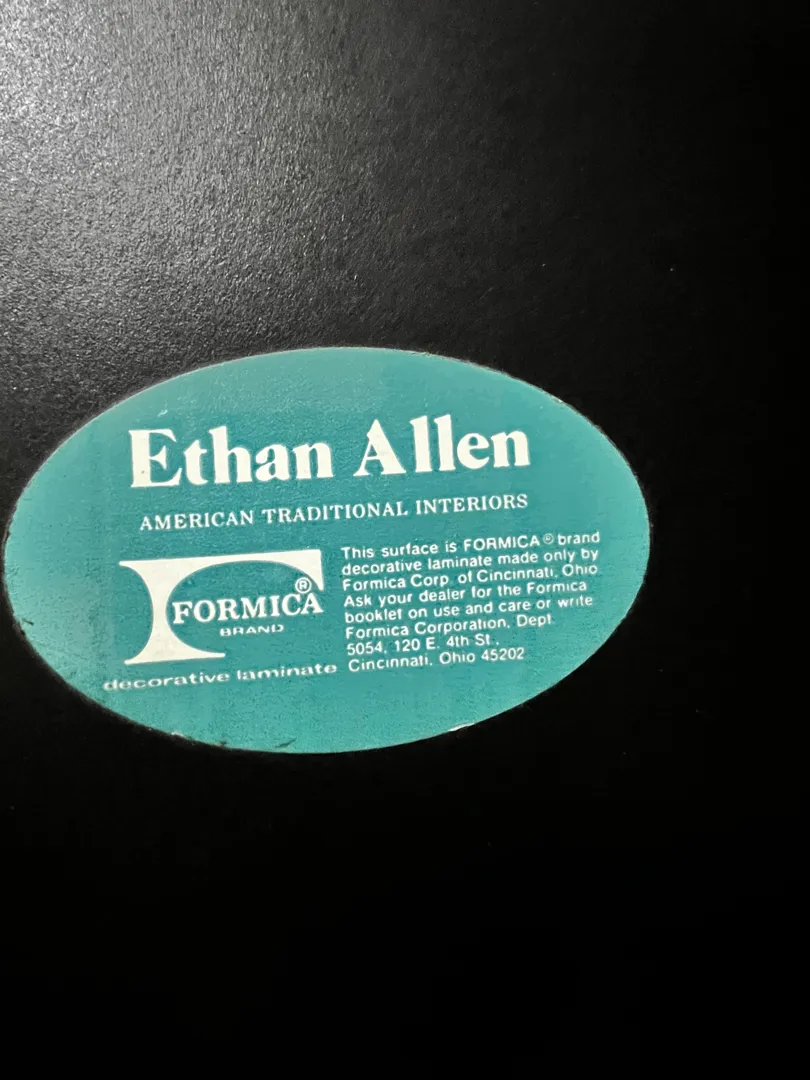 Ethan Allen
AMERICAN TRADITIONAL INTERIORS
FORMICA®
BRAND
decorative laminate
This surface is FORMICA® brand
decorative laminate made only by
Formica Corp. of Cincinnati, Ohio
Ask your dealer for the Formica
booklet on use and care or write
Formica Corporation, Dept.
5054, 120 E. 4th St.,
Cincinnati, Ohio 45202